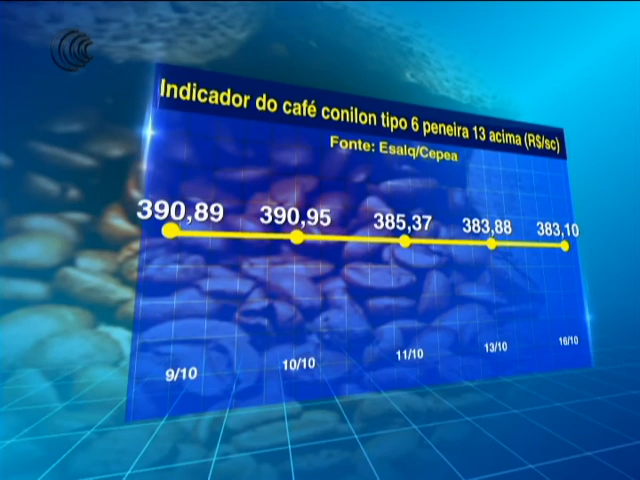 Indicador do café conilon tipo 6 peneira 13 acima (R$/sc)
Fonte: Esalq/Cepea
390,89 390,95 385,37 383,88 383,10
9/10 10/10 11/10 13/10 16/10